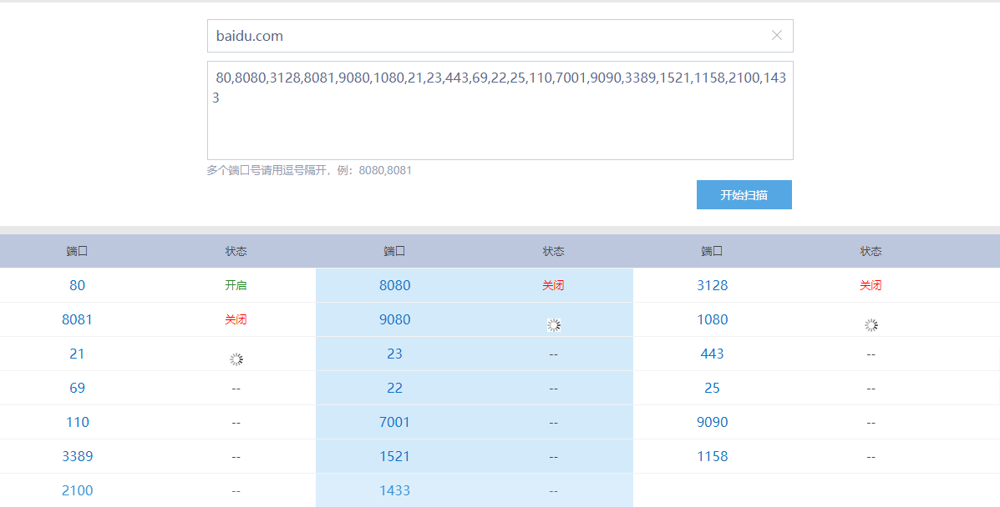 baidu.com
80,8080,3128,8081,9080,1080,21,23,443,69,22,25,110,7001,9090,3389,1521,1158,2100,143
3
多个端口号请用逗号隔开，例：8080,8081
开始扫描
端口 状态 端口 状态 端口 状态
80 开启 8080 关闭 3128 关闭
8081 关闭 9080 1080
21 23 -- 443 --
69 -- 22 -- 25 --
110 -- 7001 -- 9090 --
3389 -- 1521 -- 1158 --
2100 -- 1433 --